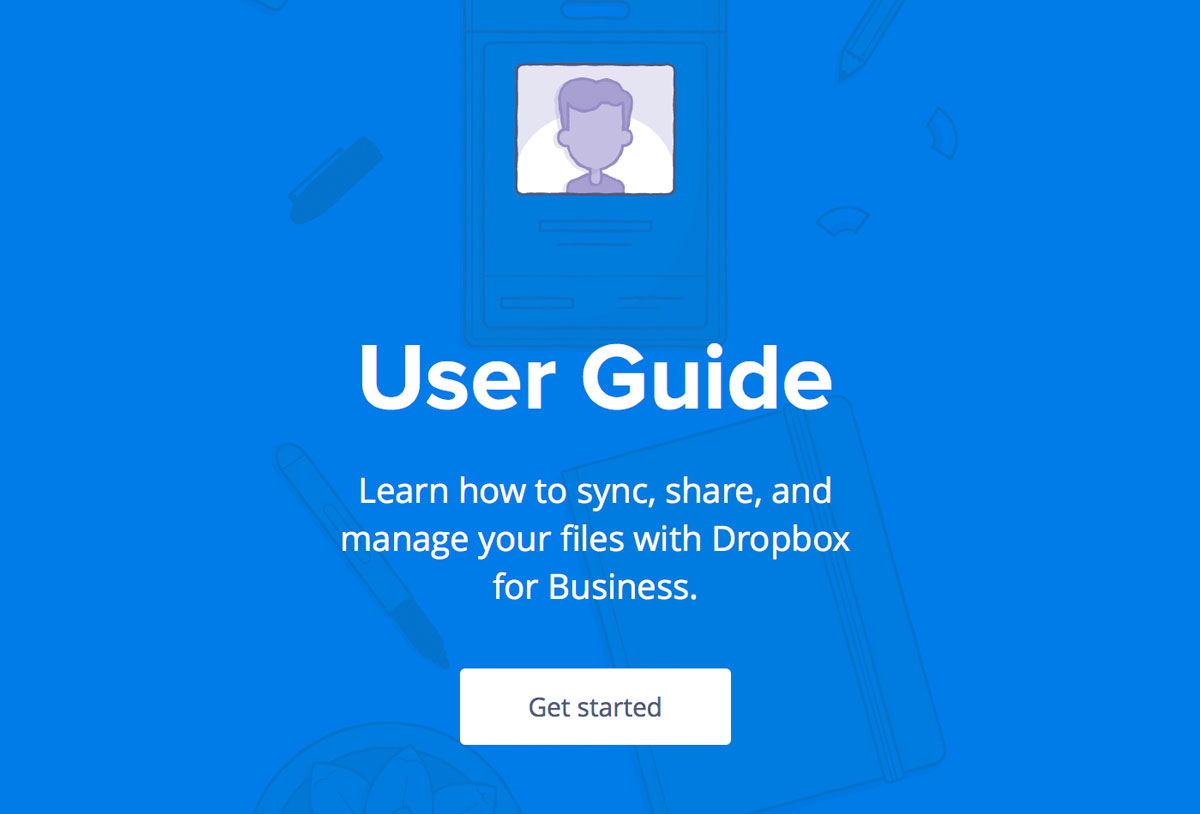 User Guide
Learn how to sync, share, and
manage your files with Dropbox
for Business.
Get started